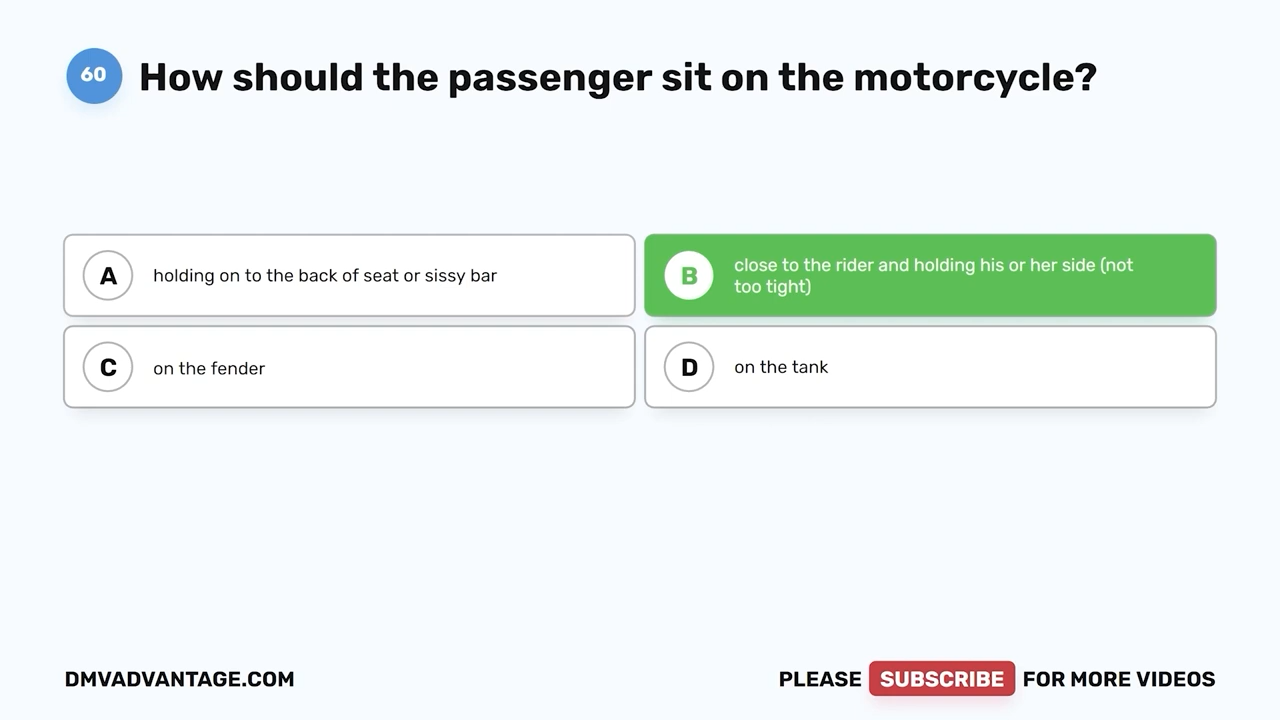 60 How should the passenger sit on the motorcycle?
A holding on to the back of seat or sissy bar
B close to the rider and holding his or her side (not
too tight)
C on the fender
D on the tank
DMVADVANTAGE.COM
PLEASE SUBSCRIBE FOR MORE VIDEOS